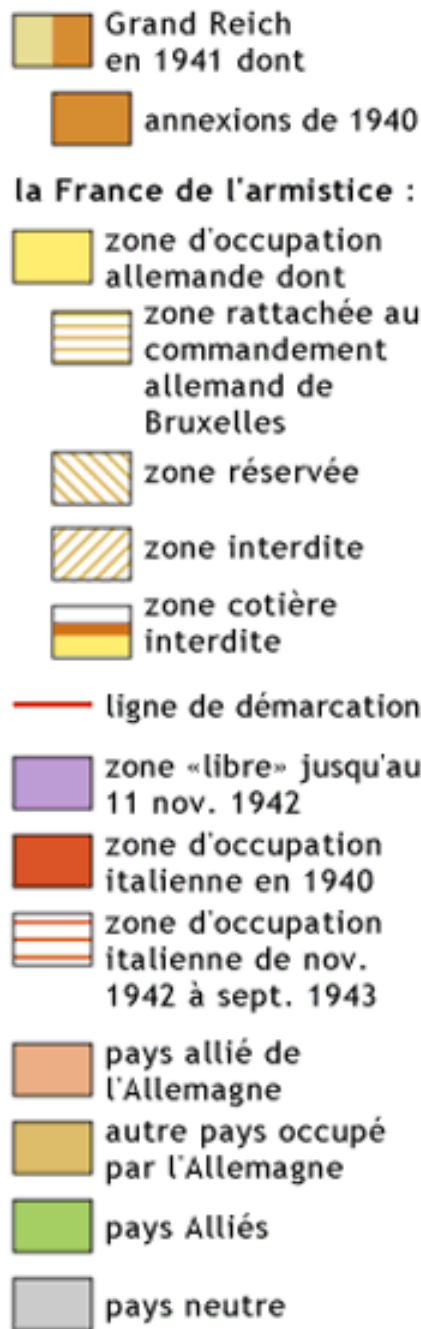 Grand Reich
en 1941 dont
annexions de 1940
la France de l'armistice :
zone d'occupation
allemande dont
zone rattachée au
commandement
allemand de
Bruxelles
zone réservée
zone interdite
zone cotière
interdite
ligne de démarcation
zone «libre» jusqu'au
11 nov. 1942
zone d'occupation
italienne en 1940
zone d'occupation
italienne de nov.
1942 à sept. 1943
pays allié de
l'Allemagne
autre pays occupé
par l'Allemagne
pays Alliés
pays neutre